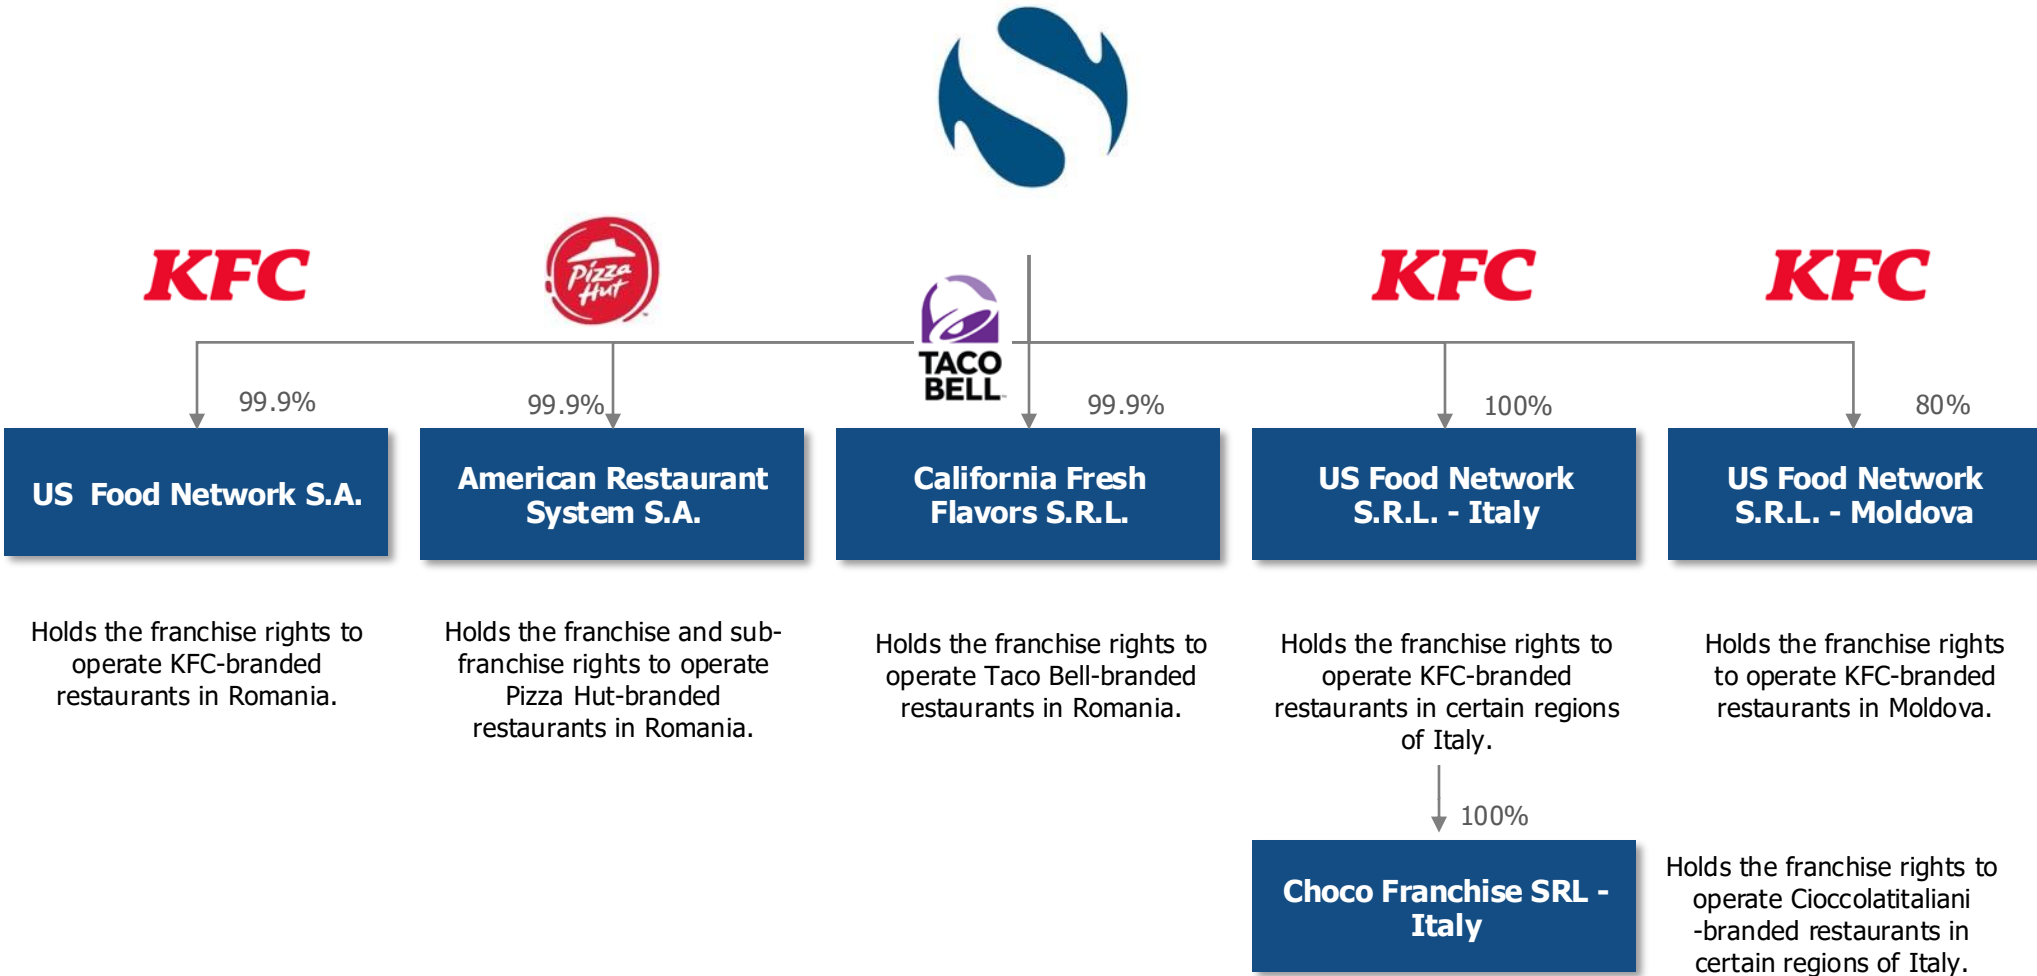 KFC
Pizza
Hut
TACO
BELL
KFC
KFC
99.9%
99.9%
99.9%
100%
80%
US Food Network S.A.
American Restaurant
System S.A.
California Fresh
Flavors S.R.L.
US Food Network
S.R.L. - Italy
US Food Network
S.R.L. - Moldova
Holds the franchise rights to
operate KFC-branded
restaurants in Romania.
Holds the franchise and sub-
franchise rights to operate
Pizza Hut-branded
restaurants in Romania.
Holds the franchise rights to
operate Taco Bell-branded
restaurants in Romania.
Holds the franchise rights to
operate KFC-branded
restaurants in certain regions
of Italy.
Holds the franchise rights
to operate KFC-branded
restaurants in Moldova.
100%
Choco Franchise SRL -
Italy
Holds the franchise rights to
operate Cioccolatitaliani
-branded restaurants in
certain regions of Italy.